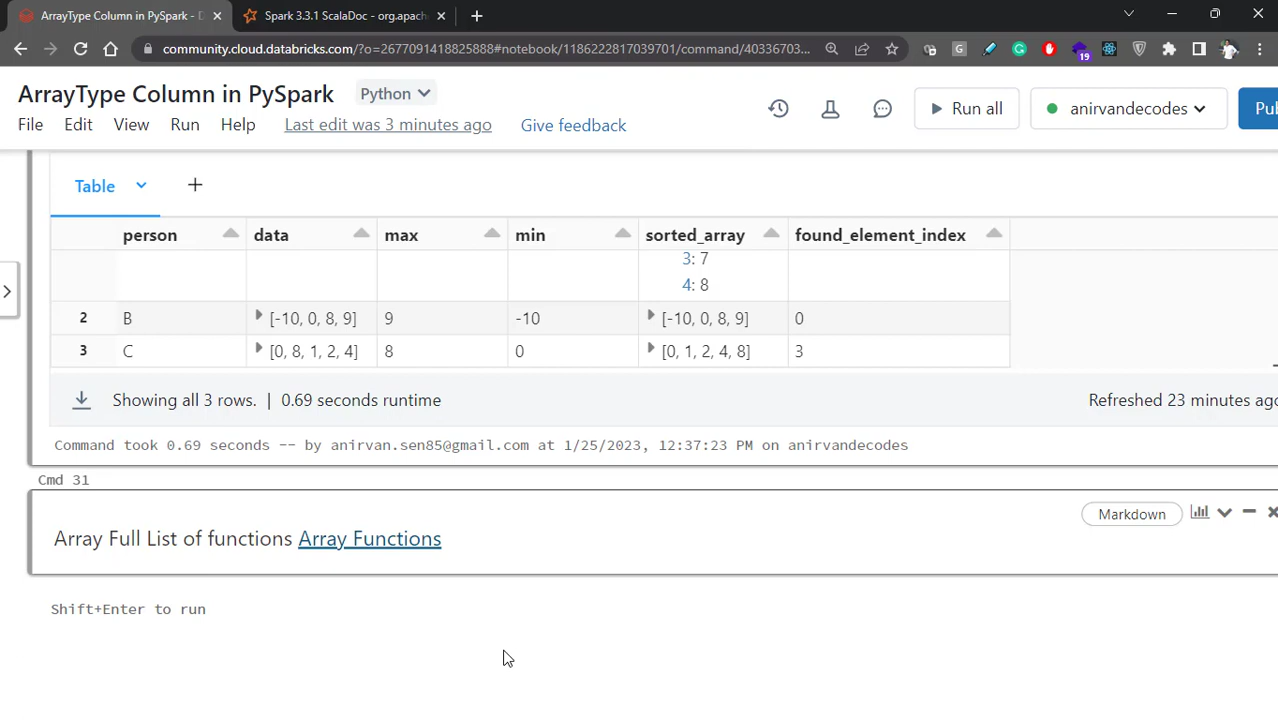 ArrayType Column in PySpark - D
Spark 3.3.1 ScalaDoc - org.apach
community.cloud.databricks.com/?o=2677091418825888#notebook/1186222817039701/command/40336703...
G
19
ArrayType Column in PySpark
Python
File Edit View Run Help Last edit was 3 minutes ago Give feedback
Run all
anirvandecodes
Pu
Table +
person data max min sorted_array found_element_index
3: 7
4: 8
2 B [-10, 0, 8, 9] 9 -10 [-10, 0, 8, 9] 0
3 C [0, 8, 1, 2, 4] 8 0 [0, 1, 2, 4, 8] 3
Showing all 3 rows. | 0.69 seconds runtime
Refreshed 23 minutes ago
Command took 0.69 seconds -- by anirvan.sen85@gmail.com at 1/25/2023, 12:37:23 PM on anirvandecodes
Cmd 31
Markdown
Array Full List of functions Array Functions
Shift+Enter to run